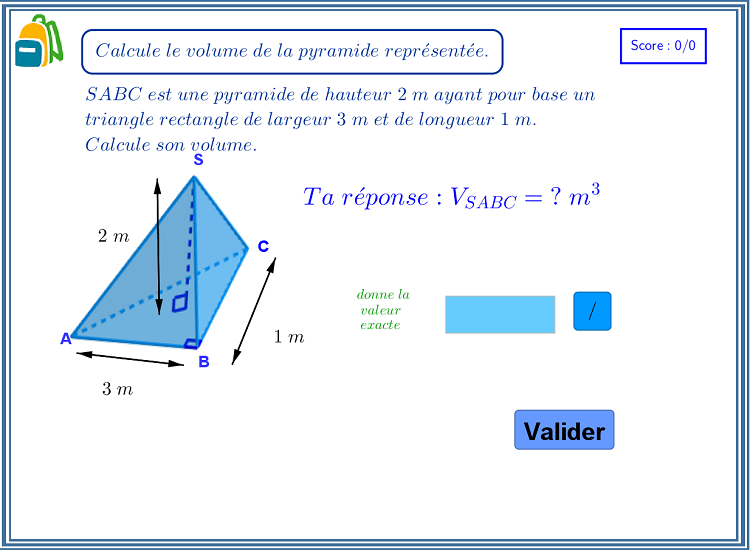 Calcule le volume de la pyramide représentée.
Score : 0/0
SABC est une pyramide de hauteur 2 m ayant pour base un
triangle rectangle de largeur 3 m et de longueur 1 m.
Calcule son volume.
S
Ta réponse : V_{SABC} = ? m³
2 m
C
donne la
valeur
exacte
/
A
1 m
B
3 m
Valider